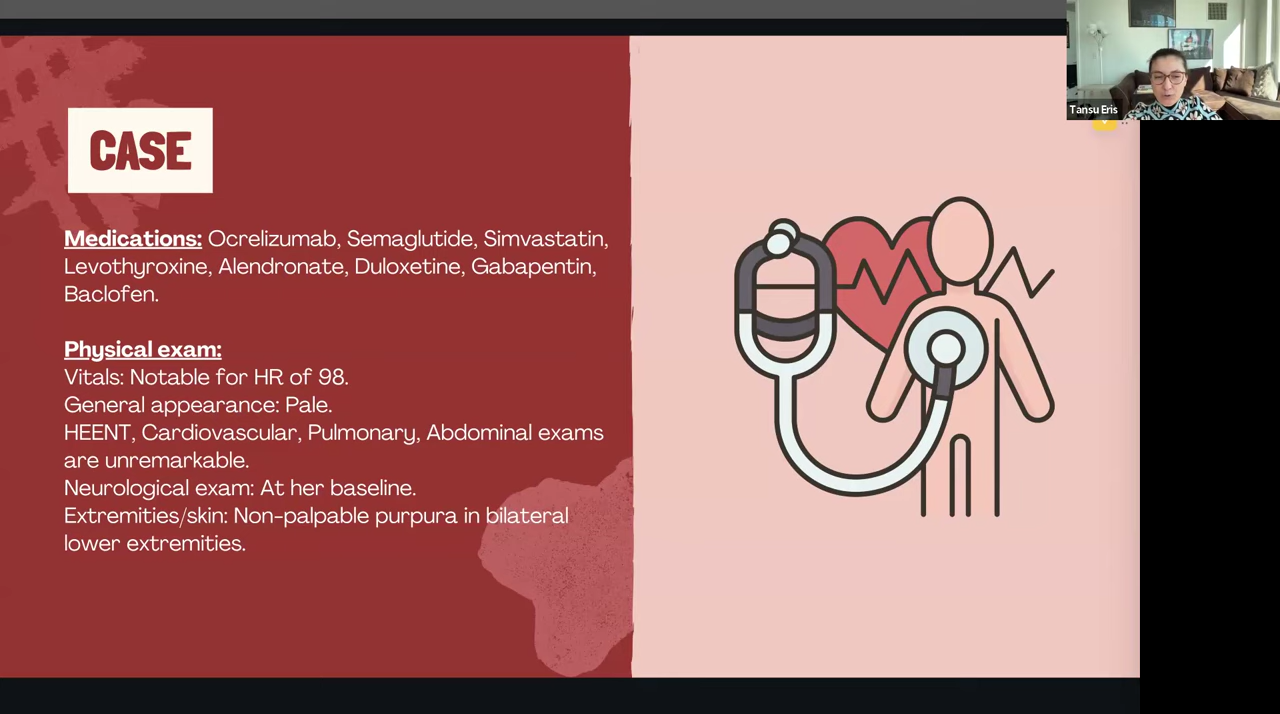 Tansu Eris
CASE
Medications: Ocrelizumab, Semaglutide, Simvastatin,
Levothyroxine, Alendronate, Duloxetine, Gabapentin,
Baclofen.
Physical exam:
Vitals: Notable for HR of 98.
General appearance: Pale.
HEENT, Cardiovascular, Pulmonary, Abdominal exams
are unremarkable.
Neurological exam: At her baseline.
Extremities/skin: Non-palpable purpura in bilateral
lower extremities.